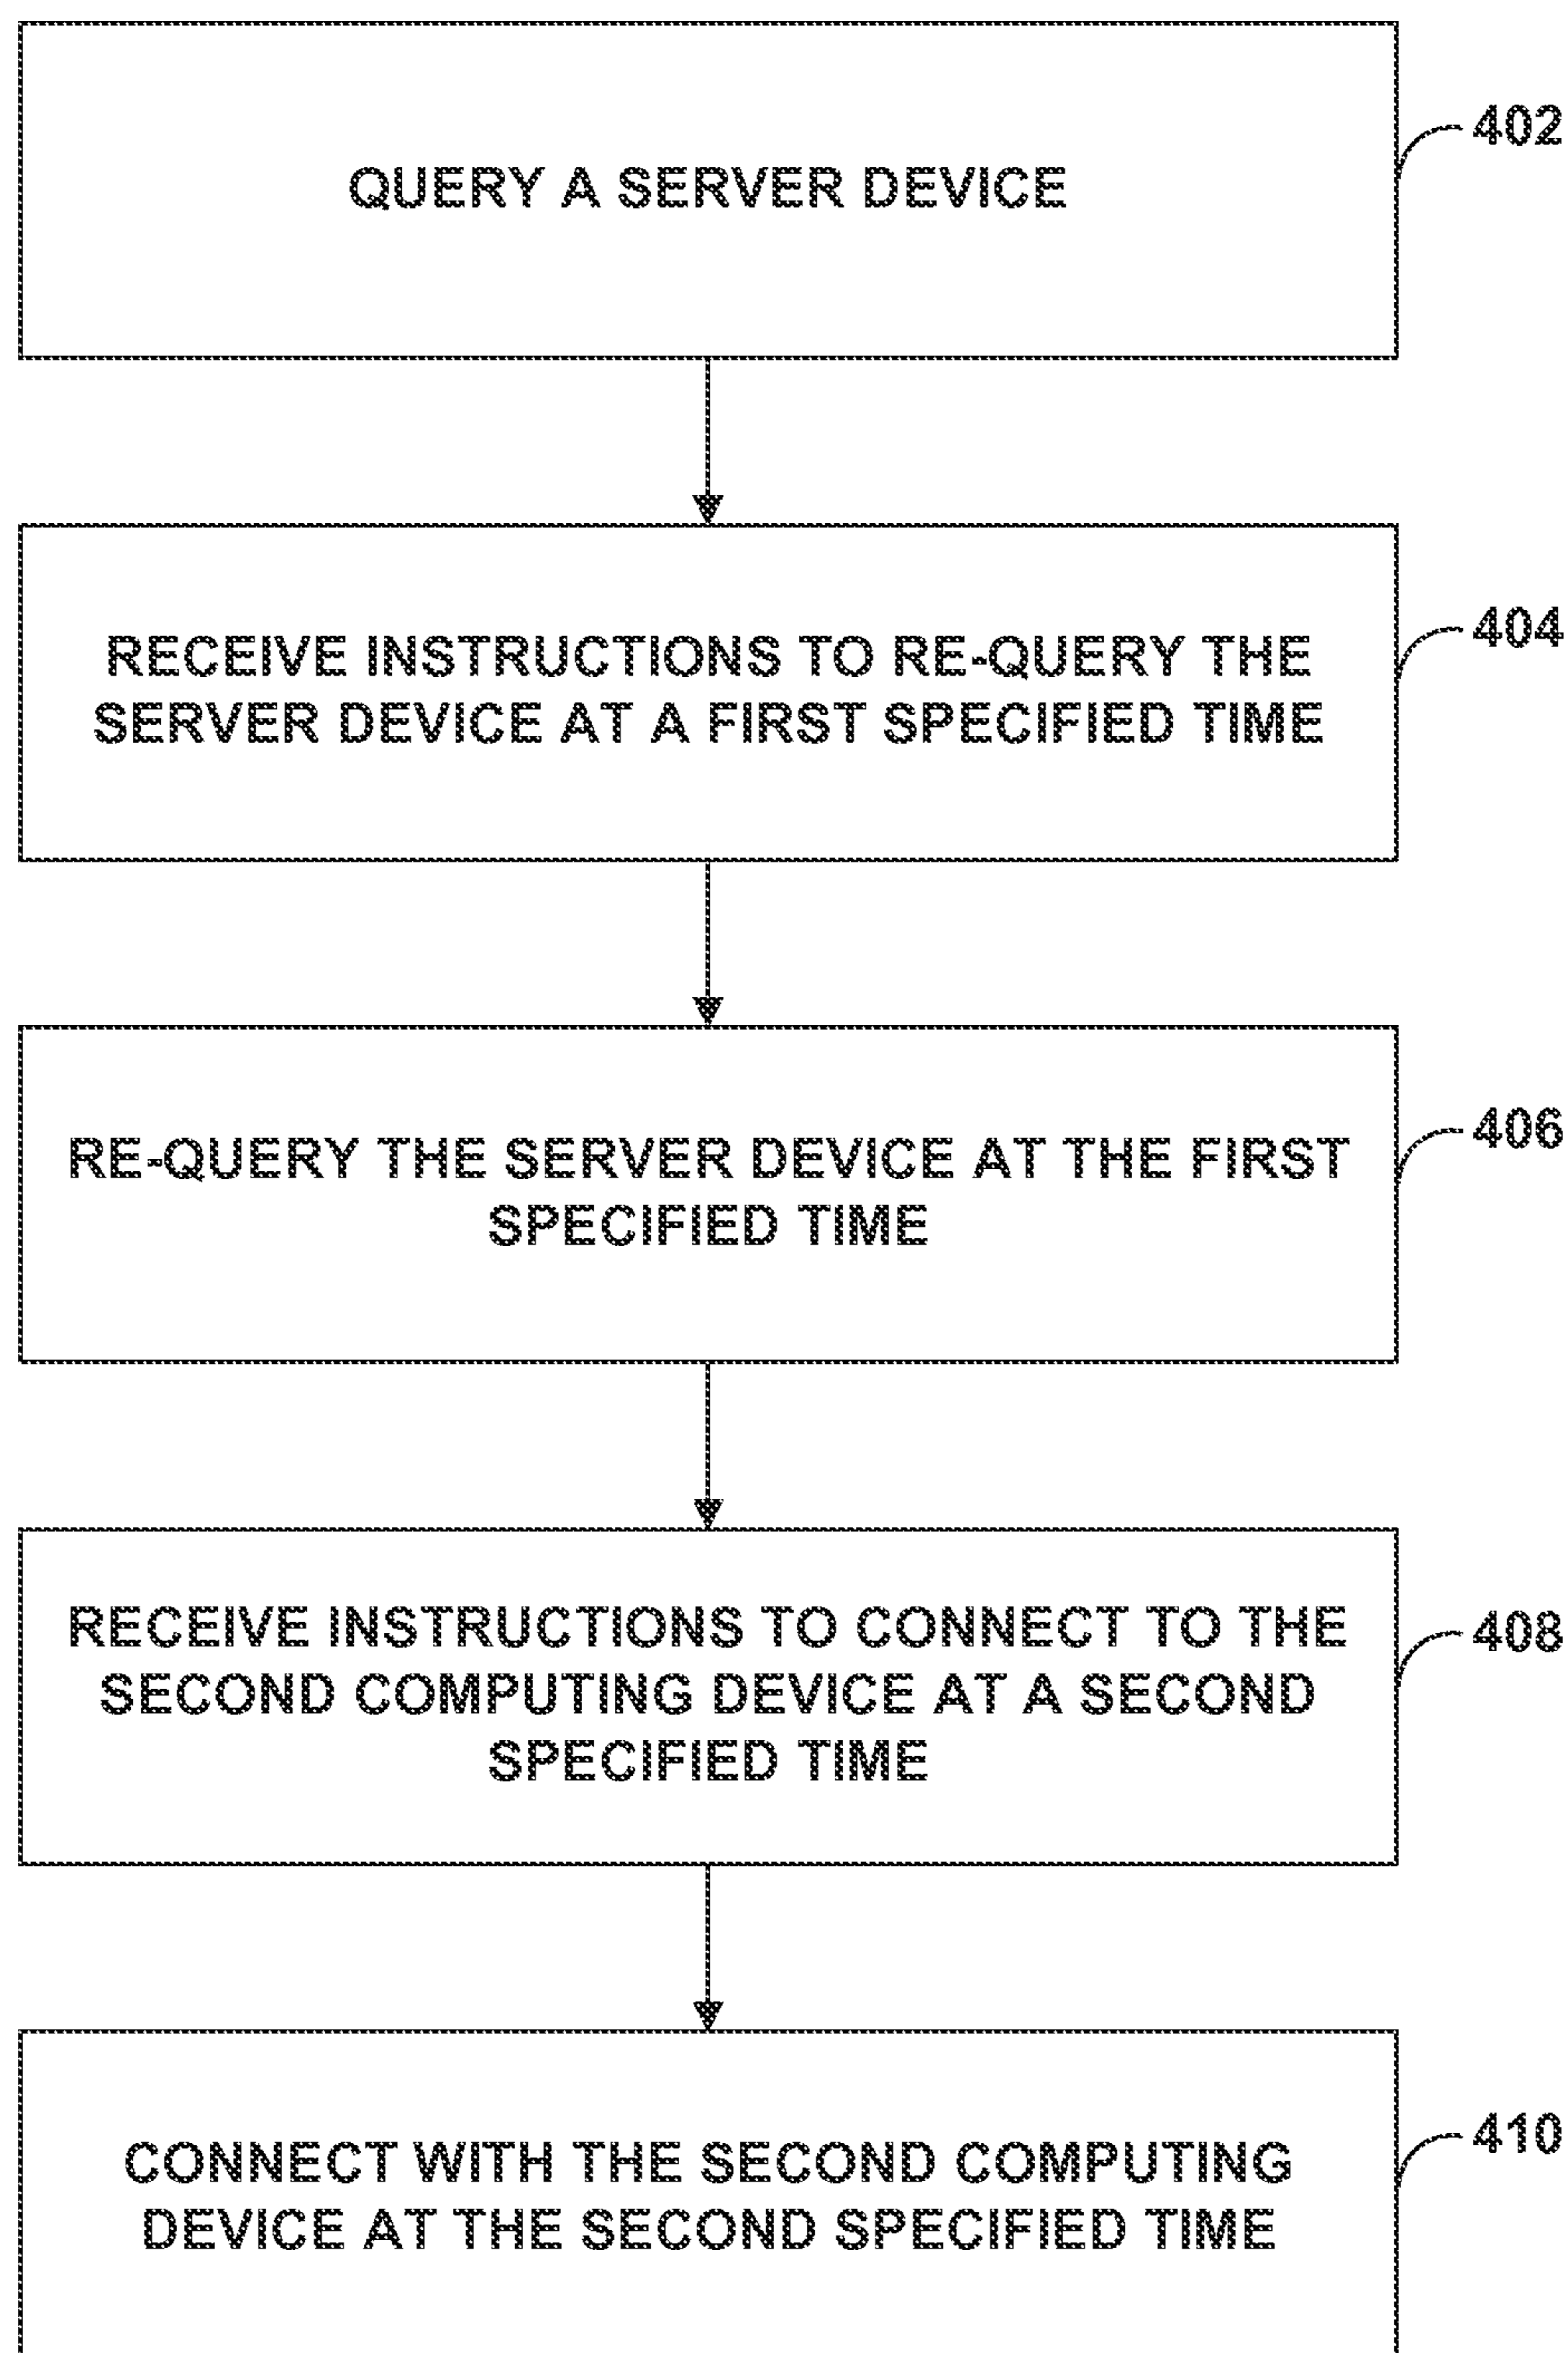 QUERY A SERVER DEVICE
402
RECEIVE INSTRUCTIONS TO RE-QUERY THE
SERVER DEVICE AT A FIRST SPECIFIED TIME
404
RE-QUERY THE SERVER DEVICE AT THE FIRST
SPECIFIED TIME
406
RECEIVE INSTRUCTIONS TO CONNECT TO THE
SECOND COMPUTING DEVICE AT A SECOND
SPECIFIED TIME
408
CONNECT WITH THE SECOND COMPUTING
DEVICE AT THE SECOND SPECIFIED TIME
410